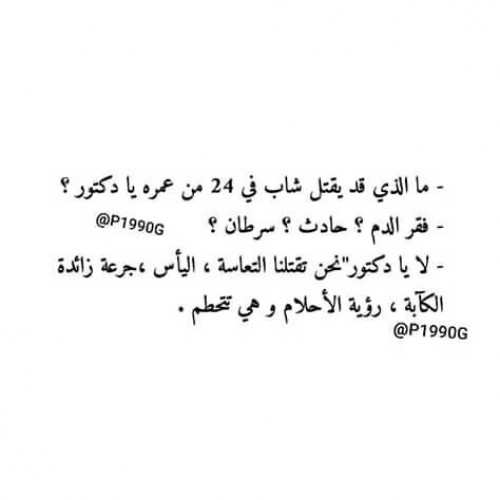 - ما الذي قد يقتل شاب في 24 من عمره يا دكتور ؟
- فقر الدم ؟ حادث ؟ سرطان ؟
@P1990G
- لا يا دكتور"نحن تقتلنا التعاسة ، اليأس ،جرعة زائدة
الكآبة ، رؤية الأحلام و هي تتحطم .
@P1990G